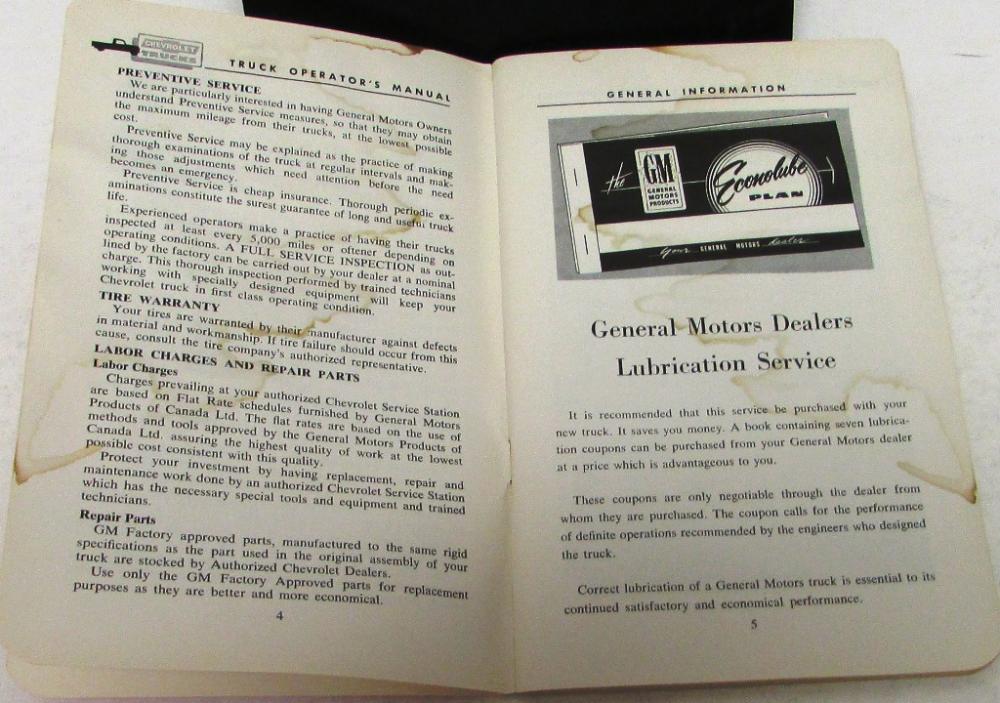 CHEVROLET
TRUCKS
TRUCK OPERATOR'S MANUAL
PREVENTIVE SERVICE
We are particularly interested in having General Motors Owners
understand Preventive Service measures, so that they may obtain
the maximum mileage from their trucks, at the lowest possible
cost.
Preventive Service may be explained as the practice of making
thorough examinations of the truck at regular intervals and mak-
ing those adjustments which need attention before the need
becomes an emergency.
Preventive Service is cheap insurance. Thorough periodic ex-
aminations constitute the surest guarantee of long and useful truck
life.
Experienced operators make a practice of having their trucks
inspected at least every 5,000 miles or oftener depending on
operating conditions. A FULL SERVICE INSPECTION as out-
lined by the factory can be carried out by your dealer at a nominal
charge. This thorough inspection performed by trained technicians
working with specially designed equipment will keep your
Chevrolet truck in first class operating condition.
TIRE WARRANTY
Your tires are warranted by their manufacturer against defects
in material and workmanship. If tire failure should occur from this
cause, consult the tire company's authorized representative.
LABOR CHARGES AND REPAIR PARTS
Labor Charges
Charges prevailing at your authorized Chevrolet Service Station
are based on Flat Rate schedules furnished by General Motors
Products of Canada Ltd. The flat rates are based on the use of
methods and tools approved by the General Motors Products of
Canada Ltd. assuring the highest quality of work at the lowest
possible cost consistent with this quality.
Protect your investment by having replacement, repair and
maintenance work done by an authorized Chevrolet Service Station
which has the necessary special tools and equipment and trained
technicians.
Repair Parts
GM Factory approved parts, manufactured to the same rigid
specifications as the part used in the original assembly of your
truck are stocked by Authorized Chevrolet Dealers.
Use only the GM Factory Approved parts for replacement
purposes as they are better and more economical.
4
GENERAL INFORMATION
the
GM
GENERAL
MOTORS
PRODUCTS
Econolube
PLAN
your GENERAL MOTORS dealer
General Motors Dealers
Lubrication Service
It is recommended that this service be purchased with your
new truck. It saves you money. A book containing seven lubrica-
tion coupons can be purchased from your General Motors dealer
at a price which is advantageous to you.
These coupons are only negotiable through the dealer from
whom they are purchased. The coupon calls for the performance
of definite operations recommended by the engineers who designed
the truck.
Correct lubrication of a General Motors truck is essential to its
continued satisfactory and economical performance.
5